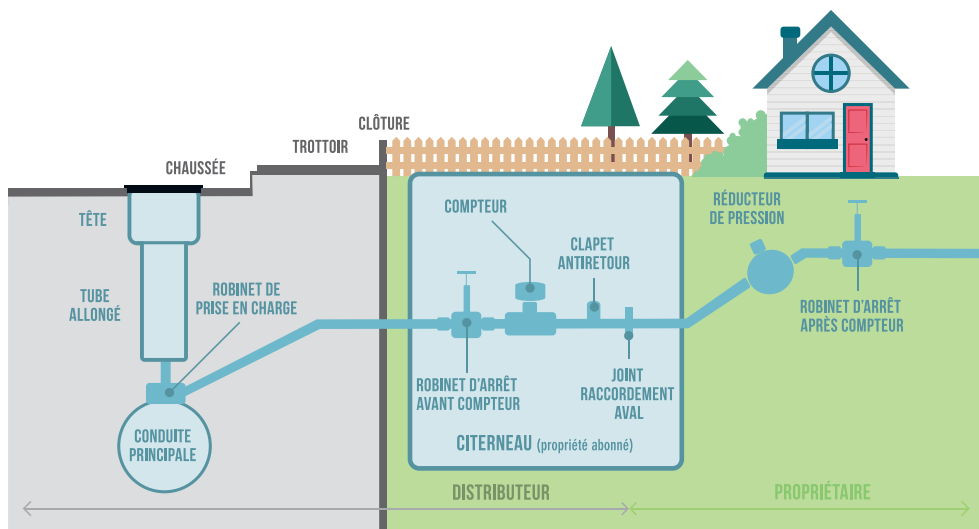 CLÔTURE
TROTTOIR
CHAUSSÉE
TÊTE
TUBE
ALLONGÉ
ROBINET DE
PRISE EN CHARGE
CONDUITE
PRINCIPALE
COMPTEUR
CLAPET
ANTIRETOUR
ROBINET D'ARRÊT
AVANT COMPTEUR
JOINT
RACCORDEMENT
AVAL
CITERNEAU (propriété abonné)
RÉDUCTEUR
DE PRESSION
ROBINET D'ARRÊT
APRÈS COMPTEUR
DISTRIBUTEUR
PROPRIÉTAIRE